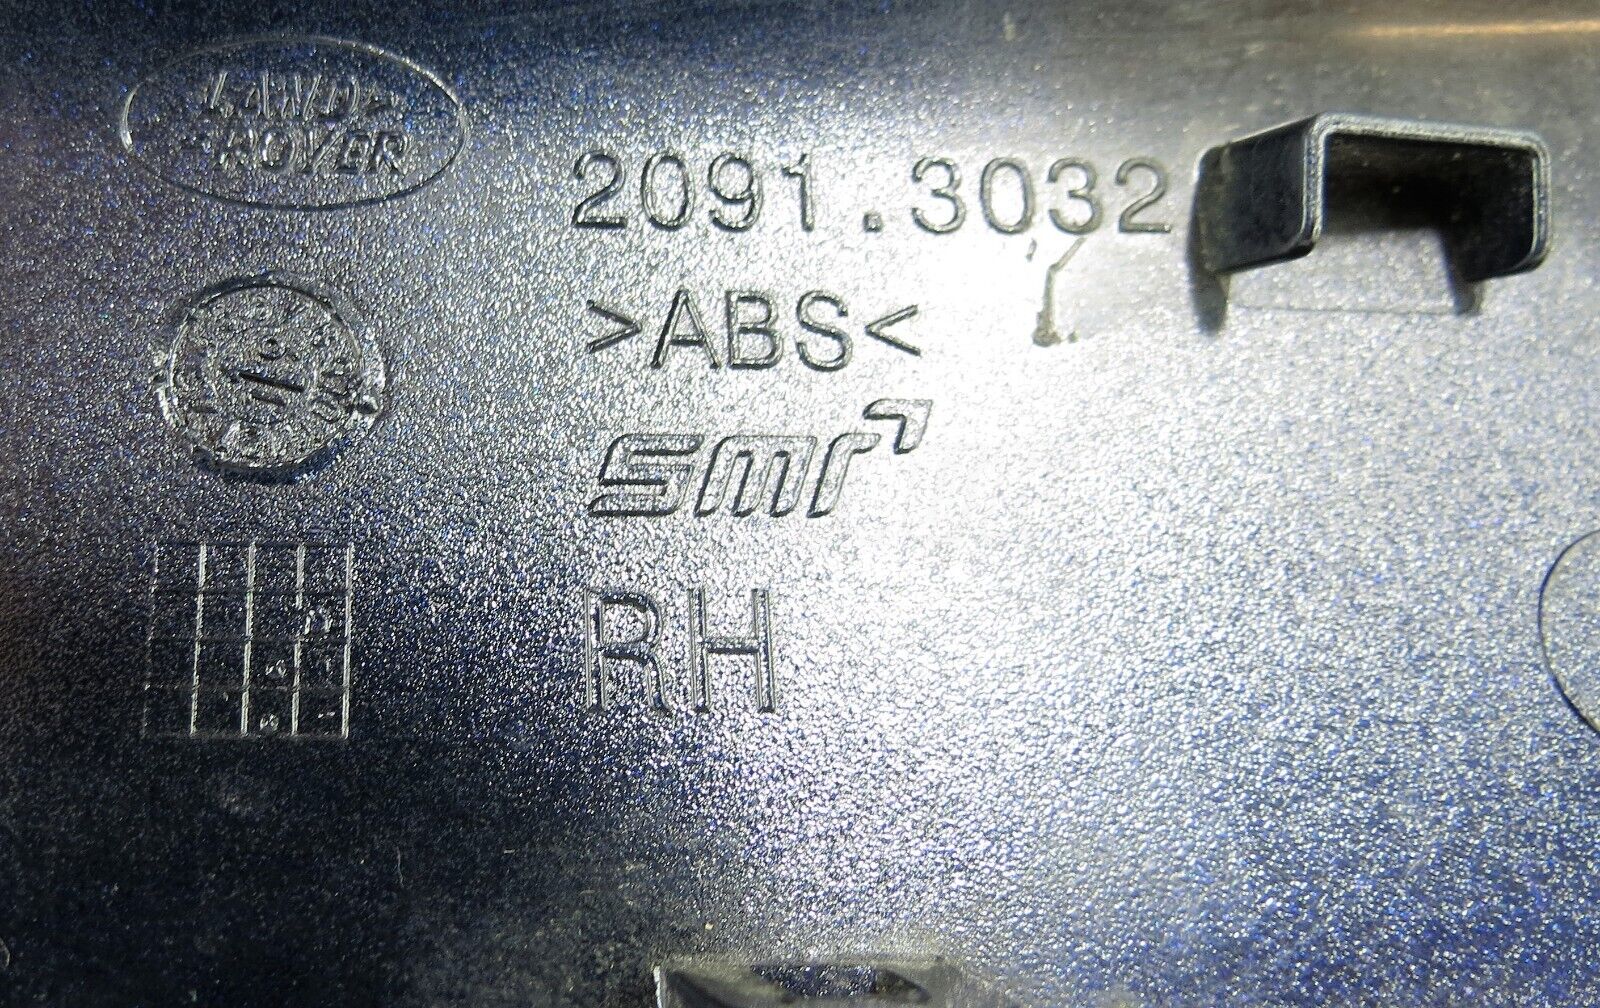 LAND-
-ROVER
2091.3032
>ABS<
smr
RH